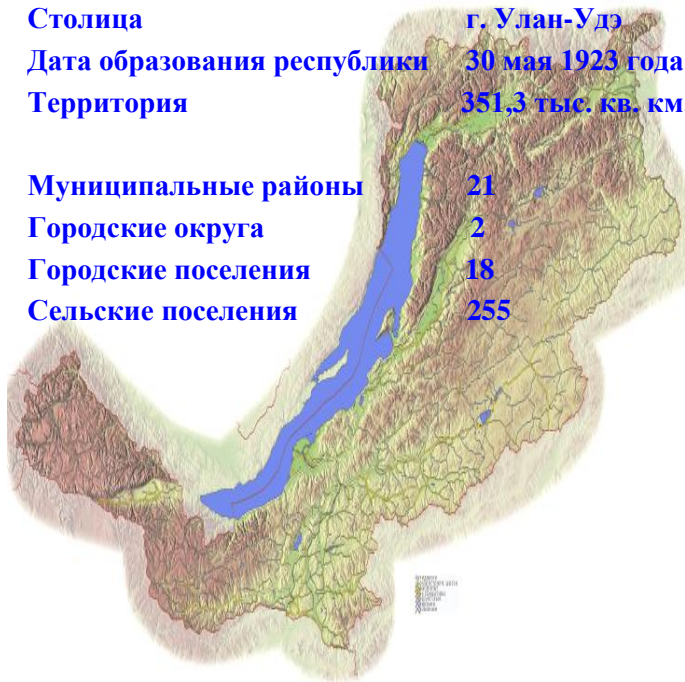 Столица г. Улан-Удэ
Дата образования республики 30 мая 1923 года
Территория 351,3 тыс. кв. км
Муниципальные районы 21
Городские округа 2
Городские поселения 18
Сельские поселения 255